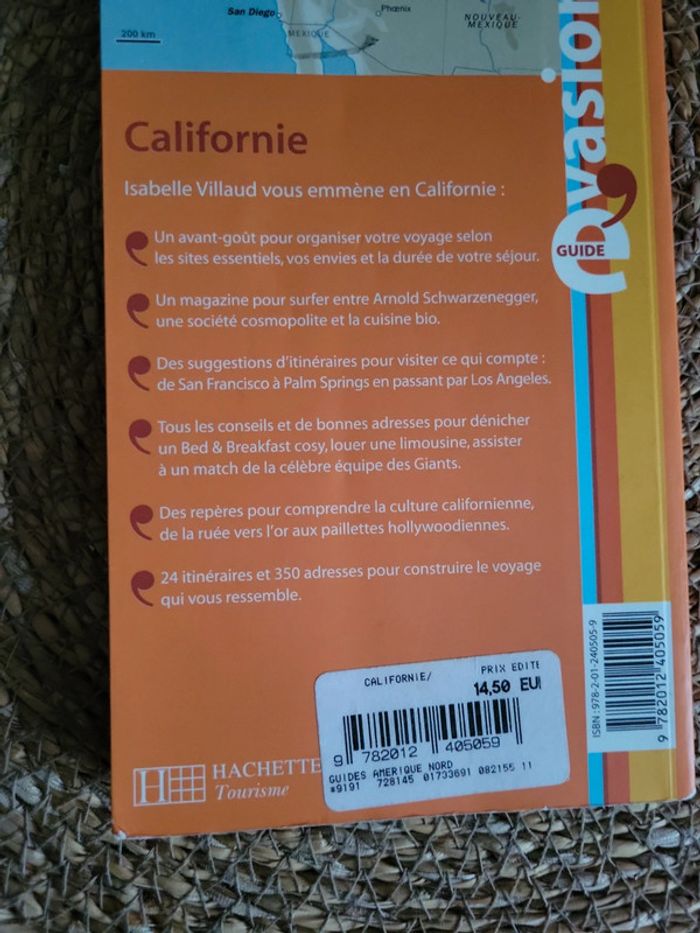 San Diego
Phœnix
NOUVEAU-
MEXIQUE
MEXIQUE
200 km
evasion
GUIDE
Californie
Isabelle Villaud vous emmène en Californie :
Un avant-goût pour organiser votre voyage selon
les sites essentiels, vos envies et la durée de votre séjour.
Un magazine pour surfer entre Arnold Schwarzenegger,
une société cosmopolite et la cuisine bio.
Des suggestions d'itinéraires pour visiter ce qui compte :
de San Francisco à Palm Springs en passant par Los Angeles.
Tous les conseils et de bonnes adresses pour dénicher
un Bed & Breakfast cosy, louer une limousine, assister
à un match de la célèbre équipe des Giants.
Des repères pour comprendre la culture californienne,
de la ruée vers l'or aux paillettes hollywoodiennes.
24 itinéraires et 350 adresses pour construire le voyage
qui vous ressemble.
CALIFORNIE/ PRIX EDITE
14,50 EU
9 782012 405059
GUIDES AMERIQUE NORD
*9191 728145 01733691 082155 11
H HACHETTE
Tourisme
ISBN : 978-2-01-240505-9
9 782012 405059